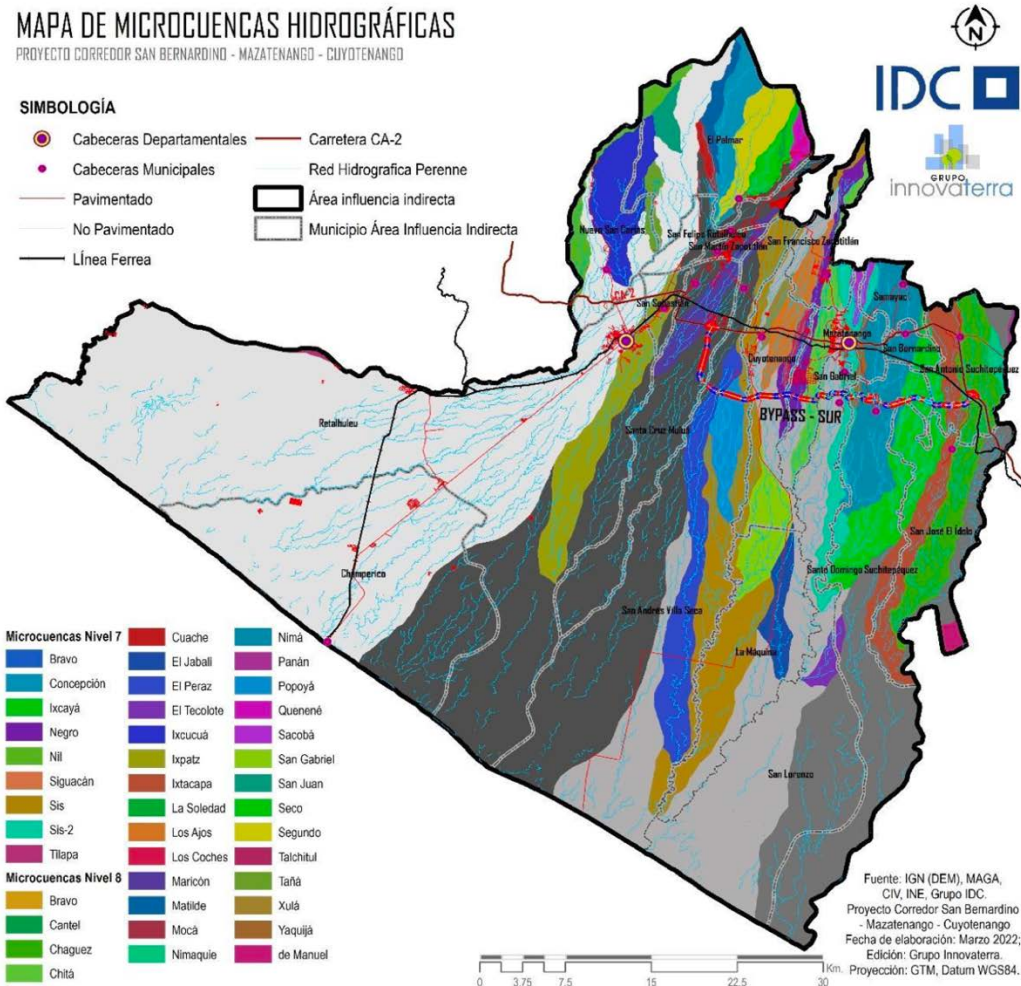 MAPA DE MICROCUENCAS HIDROGRÁFICAS
PROYECTO CORREDOR SAN BERNARDINO - MAZATENANGO - CUYOTENANGO
N
IDC
GRUPO
innovaterra
SIMBOLOGÍA
Cabeceras Departamentales
Cabeceras Municipales
Pavimentado
No Pavimentado
LÍnea Ferrea
Carretera CA-2
Red Hidrografica Perenne
Área influencia indirecta
Municipio Área Influencia Indirecta
El Palmar
Nuevo San Carlos
San Felipe Retalhuleu
San Martín Zapotitlán
San Francisco Zapotitlán
CA-2
San Sebastián
Samayac
Mazatenango
San Bernardino
Cuyotenango
San Gabriel
San Antonio Suchitepéquez
BYPASS - SUR
Retalhuleu
Santa Cruz Muluá
San José El Ídolo
Santo Domingo Suchitepéquez
Champerico
San Andrés Villa Seca
La Máquina
San Lorenzo
Microcuencas Nivel 7
Bravo
Concepción
Ixcayá
Negro
Nil
Siguacán
Sis
Sis-2
Tilapa
Microcuencas Nivel 8
Bravo
Cantel
Chaguez
Chitá
Cuache
El Jabalí
El Peraz
El Tecolote
Ixcucuá
Ixpatz
Ixtacapa
La Soledad
Los Ajos
Los Coches
Maricón
Matilde
Mocá
Nimaquie
Nimá
Panán
Popoyá
Quenené
Sacobá
San Gabriel
San Juan
Seco
Segundo
Talchitul
Tañá
Xulá
Yaquijá
de Manuel
Fuente: IGN (DEM), MAGA,
CIV, INE, Grupo IDC.
Proyecto Corredor San Bernardino
- Mazatenango - Cuyotenango
Fecha de elaboración: Marzo 2022;
Edición: Grupo Innovaterra.
Proyección: GTM, Datum WGS84.
Km.
0 3.75 7.5 15 22.5 30